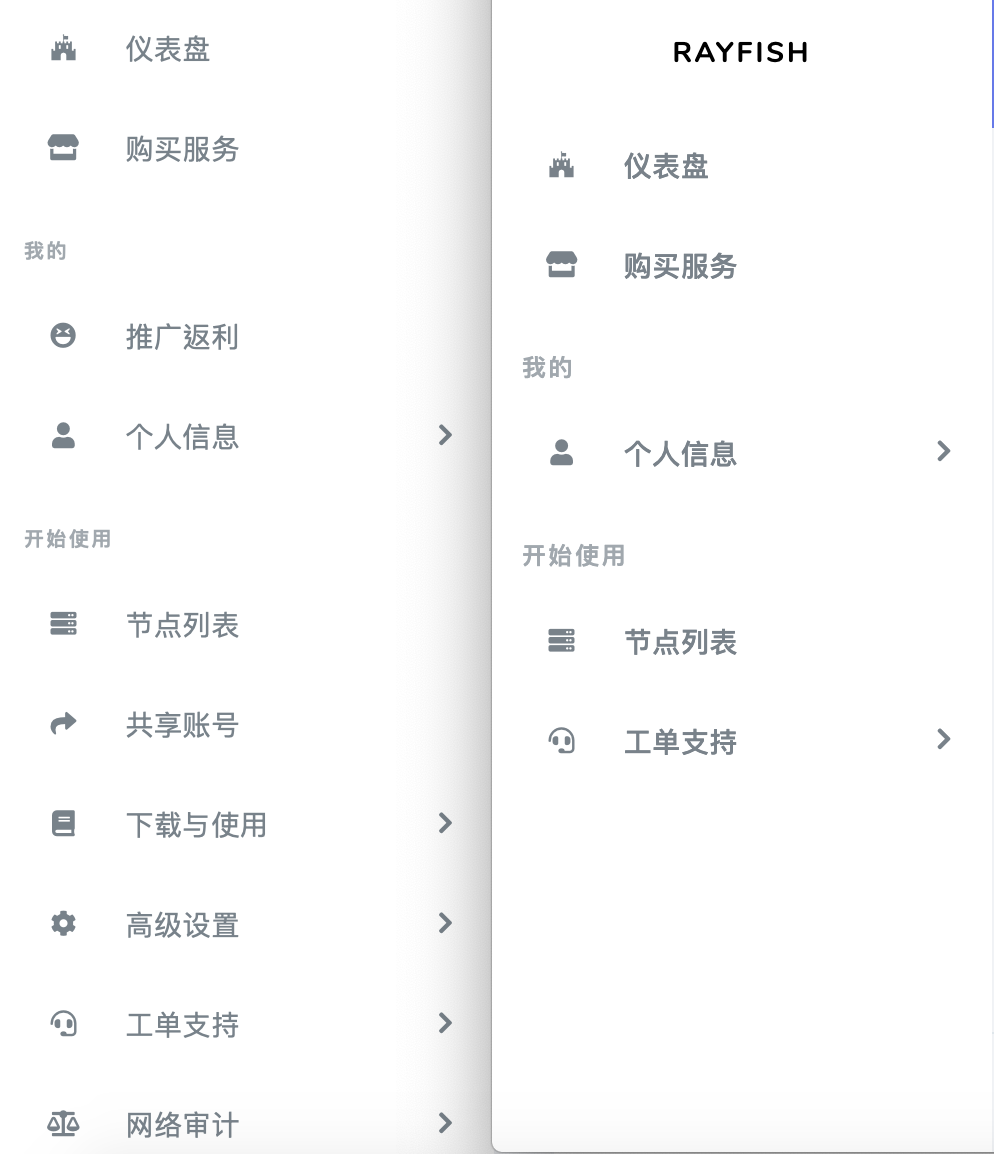 仪表盘
购买服务
我的
推广返利
个人信息
开始使用
节点列表
共享账号
下载与使用
高级设置
工单支持
网络审计
RAYFISH
仪表盘
购买服务
我的
个人信息
开始使用
节点列表
工单支持